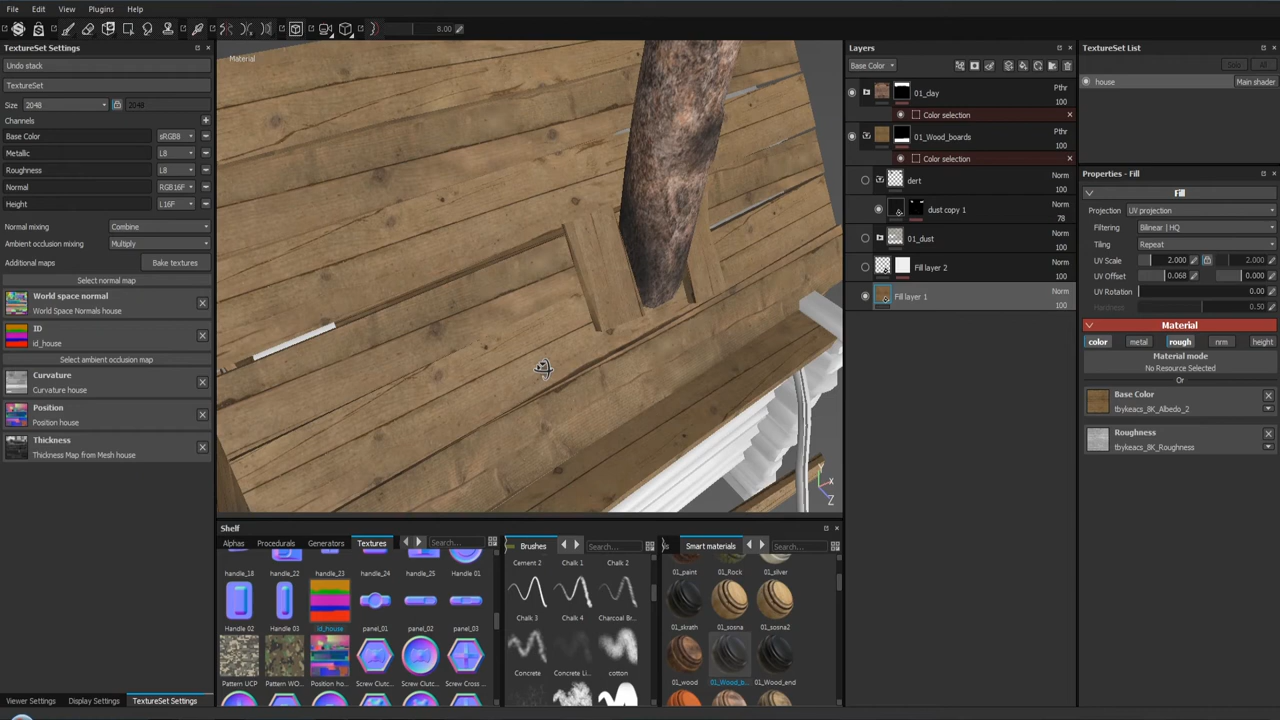 File Edit View Plugins
8.00
TextureSet Settings
Undo stack
TextureSet
Size 2048 2048
Channels
Base Color sRGB8
Metallic L8
Roughness L8
Normal RGB16F
Height L16F
Normal mixing Combine
Ambient occlusion mixing Multiply
Additional maps Bake textures
Select normal map
World space normal
World Space Normals house
ID
id_house
Select ambient occlusion map
Curvature
Curvature house
Position
Position house
Thickness
Thickness Map from Mesh house
Viewer Settings Display Settings TextureSet Settings
Material
Y
X
Z
Shelf
Alphas Procedurals Generators Textures Search...
handle_18 handle_22 handle_23 handle_24 handle_25 Handle 01
Handle 02 Handle 03 id_house panel_01 panel_02 panel_03
Pattern UCP Pattern WO... Position ho... Screw Clutc... Screw Clutc... Screw Cross ...
Brushes Search...
Cement 2 Chalk 1 Chalk 2
Chalk 3 Chalk 4 Charcoal Br...
Concrete Concrete Li... cotton
Smart materials Search...
01_paint 01_Rock 01_silver
01_skrath 01_sosna 01_sosna2
01_wood 01_Wood_b... 01_Wood_end
Layers
Base Color
01_clay Pthr
100
Color selection
01_Wood_boards Pthr
100
Color selection
dert Norm
100
dust copy 1 Norm
78
01_dust Norm
100
Fill layer 2 Norm
100
Fill layer 1 Norm
100
TextureSet List
Solo All
house Main shader
Properties - Fill
Fill
Projection UV projection
Filtering Bilinear | HQ
Tiling Repeat
UV Scale 2.000 2.000
UV Offset 0.068 0.000
UV Rotation 0.00
Hardness 0.50
Material
color metal rough nrm height
Material mode
No Resource Selected
Or
Base Color
tbykeacs_8K_Albedo_2
Roughness
tbykeacs_8K_Roughness